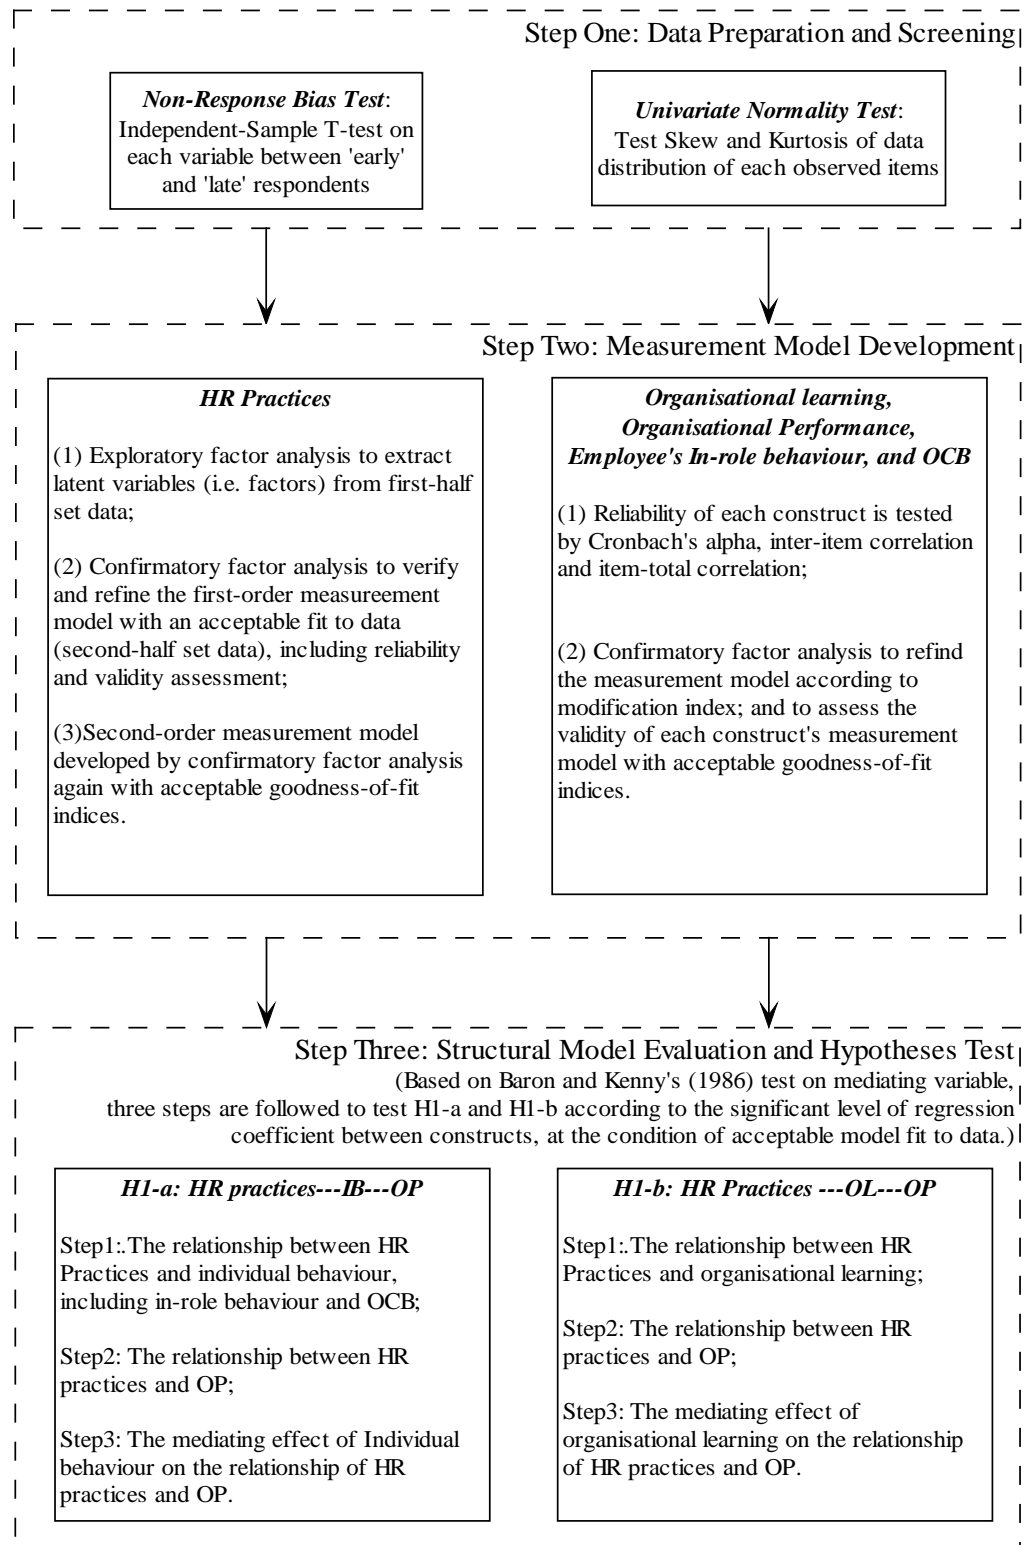 Step One: Data Preparation and Screening
Non-Response Bias Test:
Independent-Sample T-test on
each variable between 'early'
and 'late' respondents
Univariate Normality Test:
Test Skew and Kurtosis of data
distribution of each observed items
Step Two: Measurement Model Development
HR Practices
(1) Exploratory factor analysis to extract
latent variables (i.e. factors) from first-half
set data;
(2) Confirmatory factor analysis to verify
and refine the first-order measureement
model with an acceptable fit to data
(second-half set data), including reliability
and validity assessment;
(3)Second-order measurement model
developed by confirmatory factor analysis
again with acceptable goodness-of-fit
indices.
Organisational learning,
Organisational Performance,
Employee's In-role behaviour, and OCB
(1) Reliability of each construct is tested
by Cronbach's alpha, inter-item correlation
and item-total correlation;
(2) Confirmatory factor analysis to refind
the measurement model according to
modification index; and to assess the
validity of each construct's measurement
model with acceptable goodness-of-fit
indices.
Step Three: Structural Model Evaluation and Hypotheses Test
(Based on Baron and Kenny's (1986) test on mediating variable,
three steps are followed to test H1-a and H1-b according to the significant level of regression
coefficient between constructs, at the condition of acceptable model fit to data.)
H1-a: HR practices---IB---OP
Step1:.The relationship between HR
Practices and individual behaviour,
including in-role behaviour and OCB;
Step2: The relationship between HR
practices and OP;
Step3: The mediating effect of Individual
behaviour on the relationship of HR
practices and OP.
H1-b: HR Practices ---OL---OP
Step1:.The relationship between HR
Practices and organisational learning;
Step2: The relationship between HR
practices and OP;
Step3: The mediating effect of
organisational learning on the relationship
of HR practices and OP.